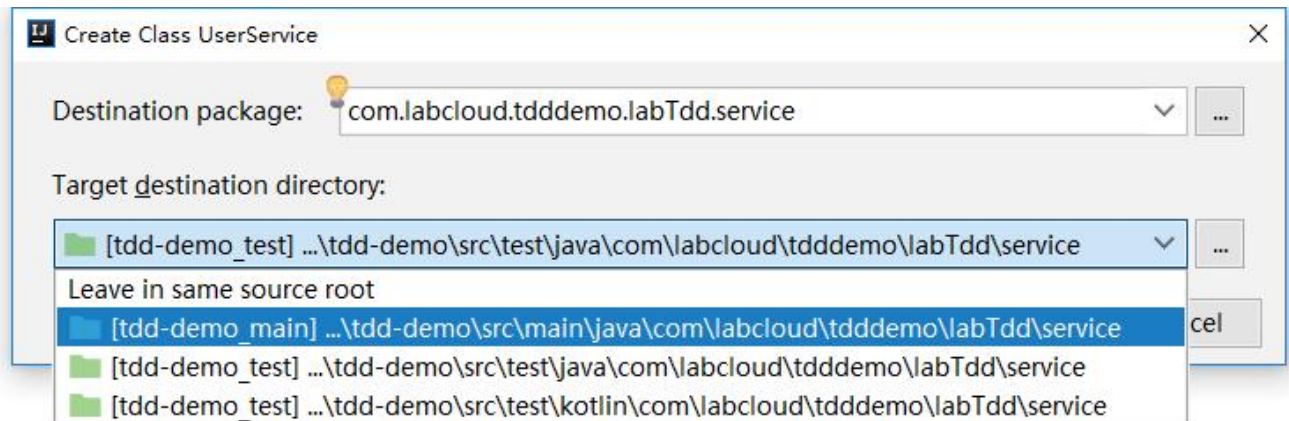 IJ Create Class UserService
Destination package: com.labcloud.tdddemo.labTdd.service ...
Target destination directory:
[tdd-demo_test] ...\tdd-demo\src\test\java\com\labcloud\tdddemo\labTdd\service ...
Leave in same source root
[tdd-demo_main] ...\tdd-demo\src\main\java\com\labcloud\tdddemo\labTdd\service cel
[tdd-demo_test] ...\tdd-demo\src\test\java\com\labcloud\tdddemo\labTdd\service
[tdd-demo_test] ...\tdd-demo\src\test\kotlin\com\labcloud\tdddemo\labTdd\service